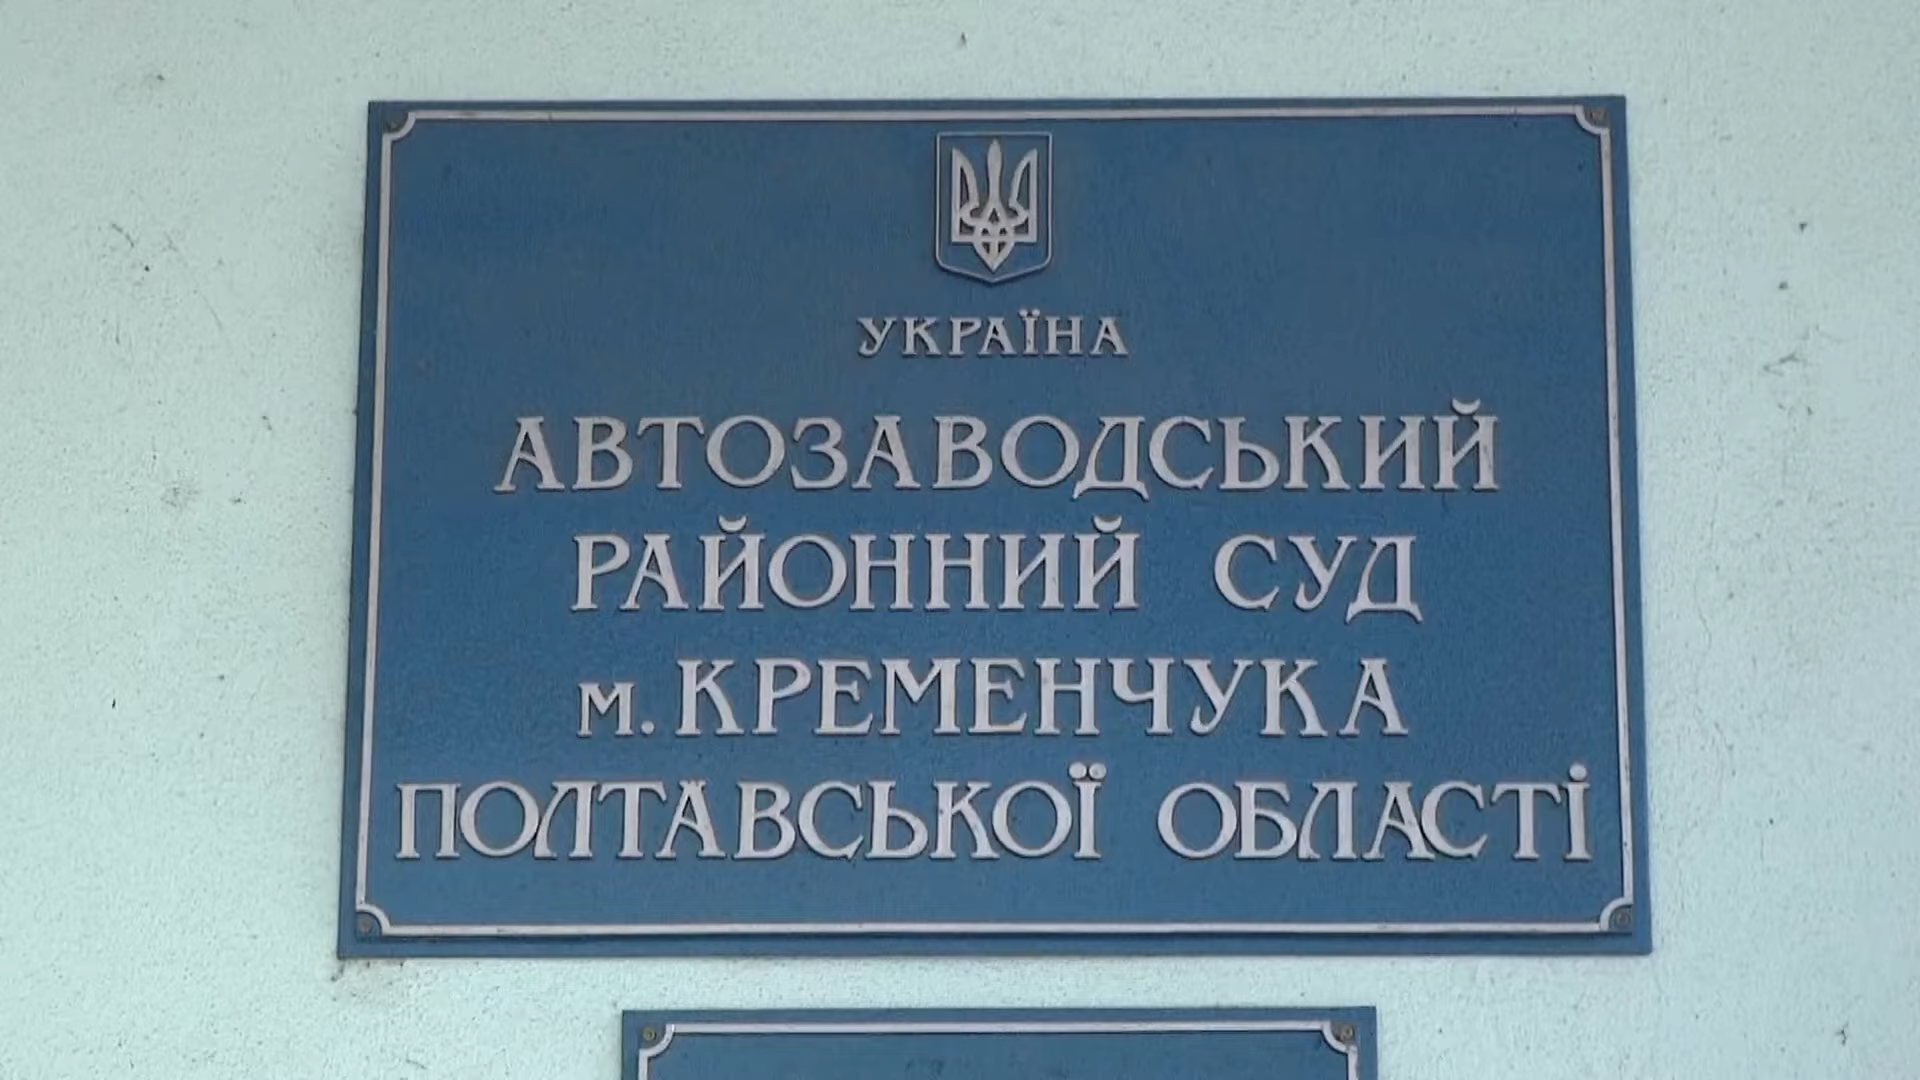 УКРАЇНА
АВТОЗАВОДСЬКИЙ
РАЙОННИЙ СУД
м. КРЕМЕНЧУКА
ПОЛТАВСЬКОЇ ОБЛАСТІ